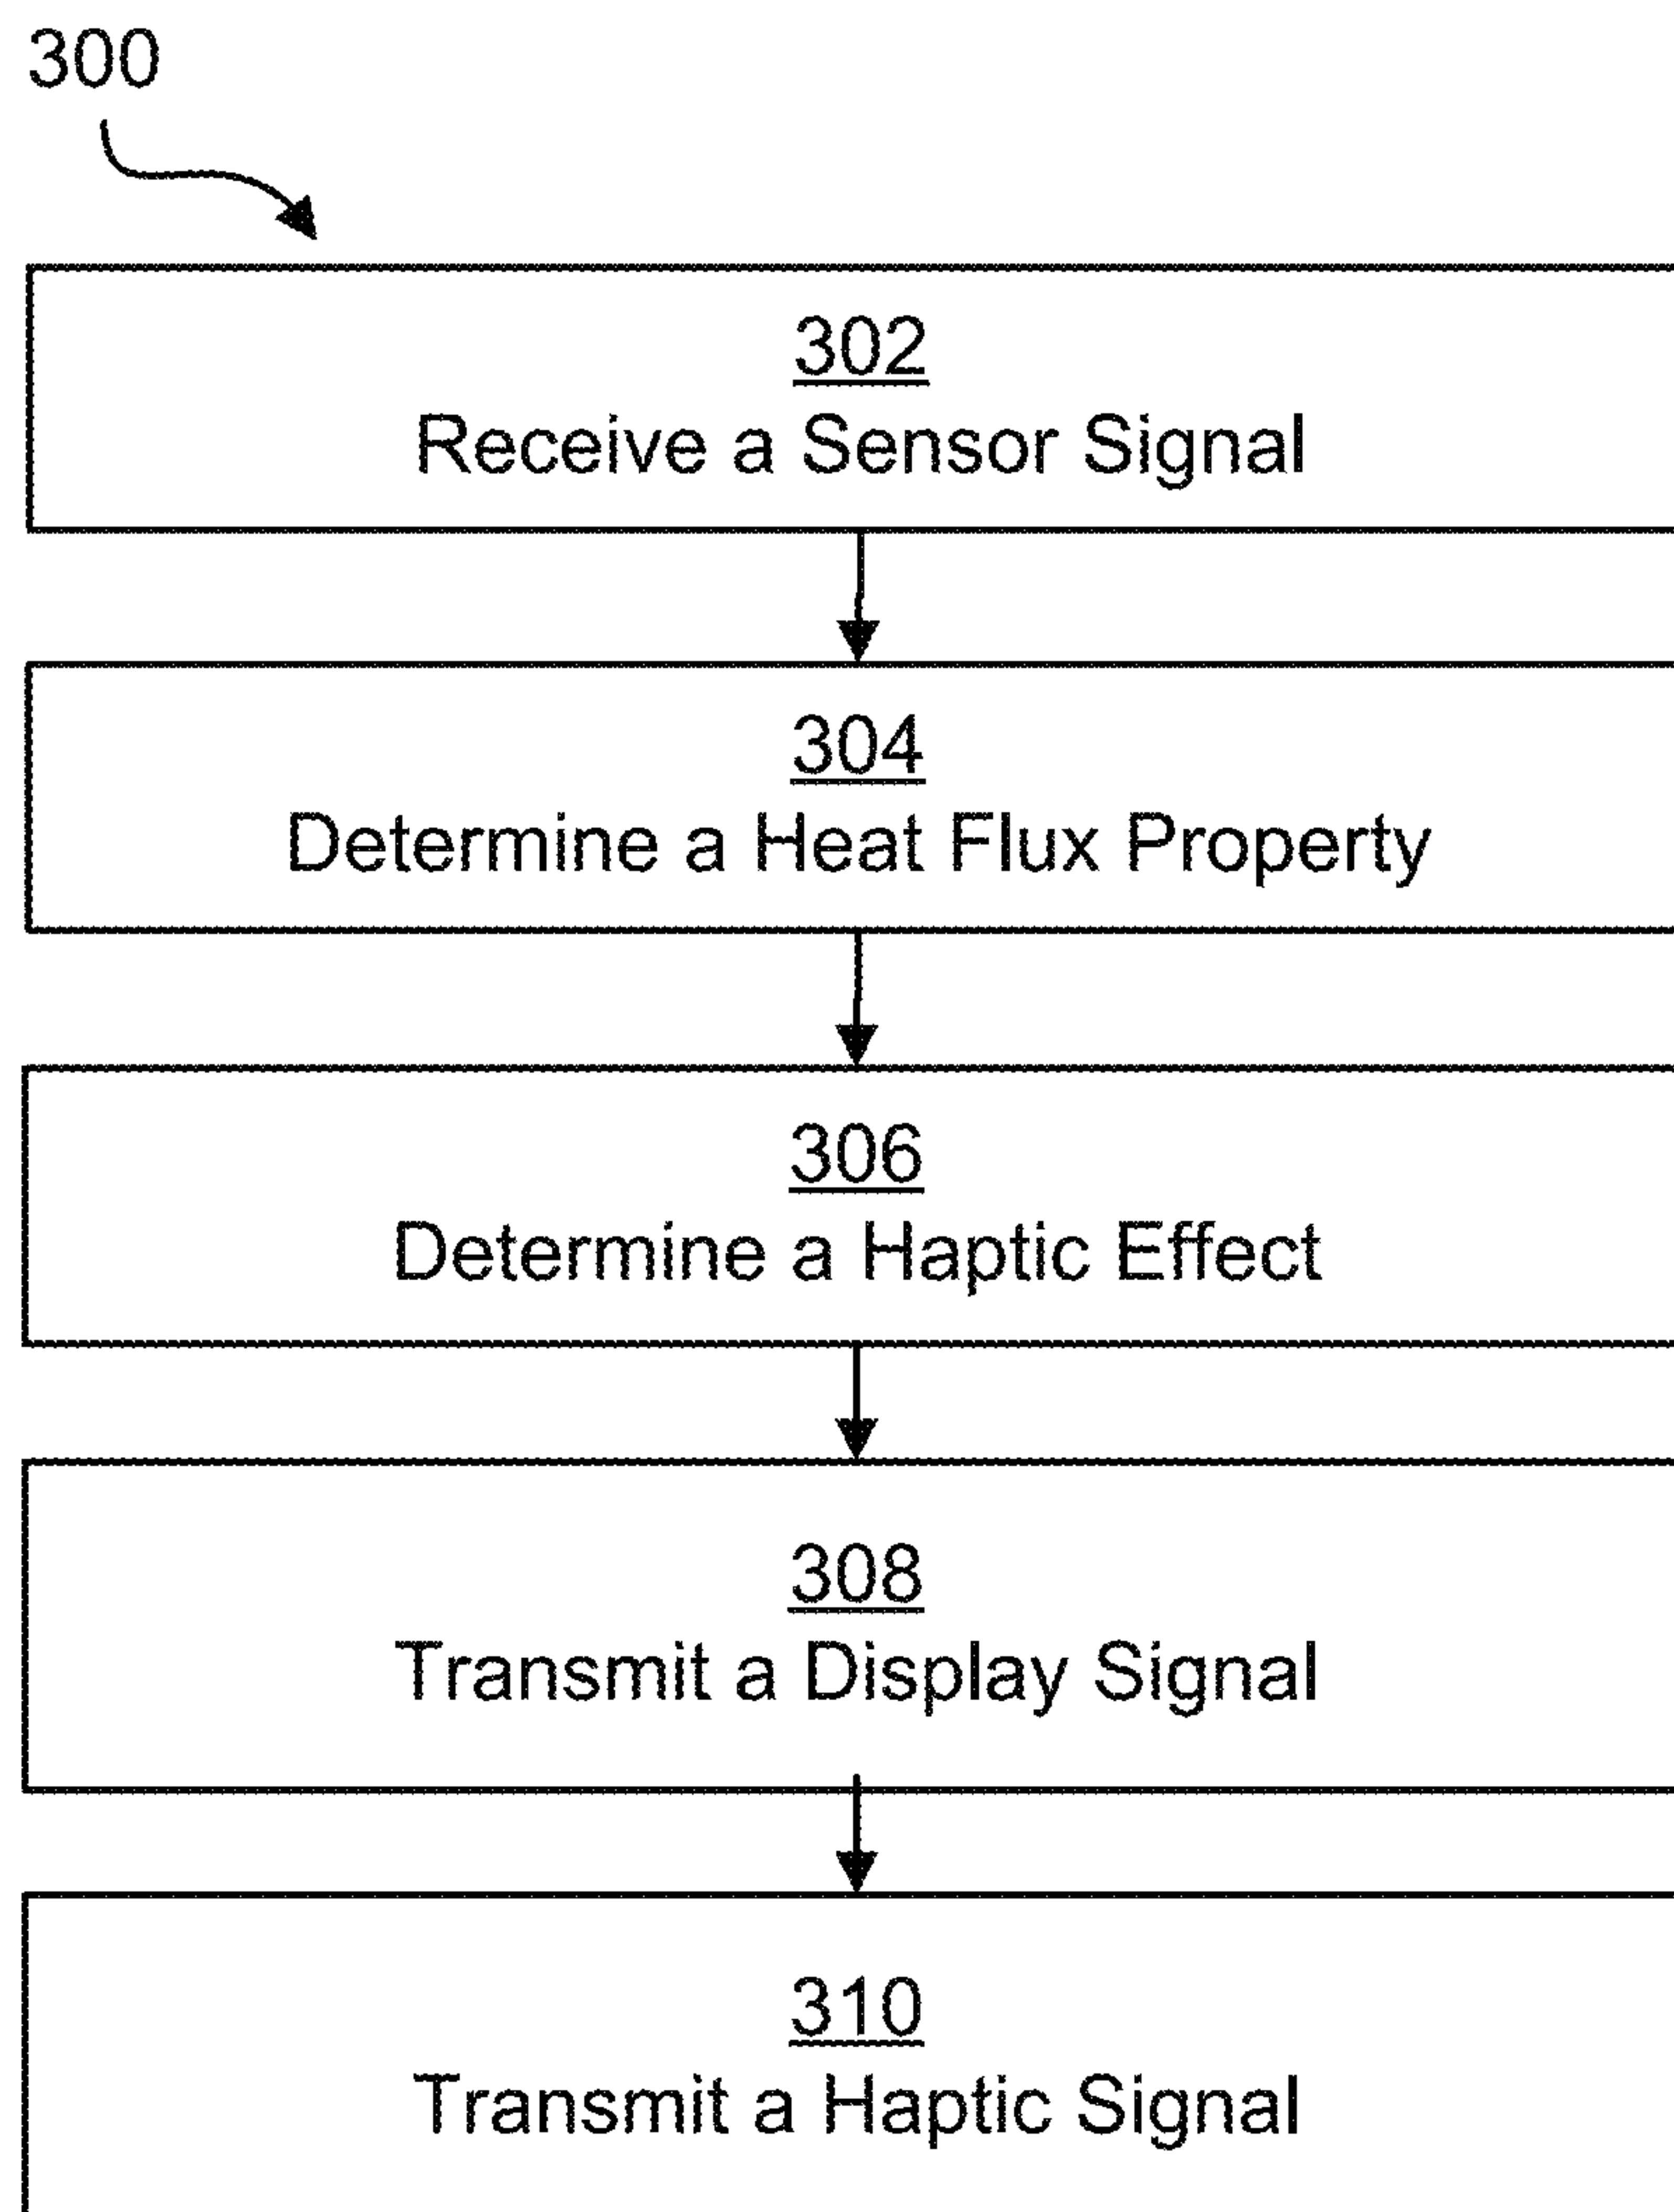 300
302
Receive a Sensor Signal
304
Determine a Heat Flux Property
306
Determine a Haptic Effect
308
Transmit a Display Signal
310
Transmit a Haptic Signal